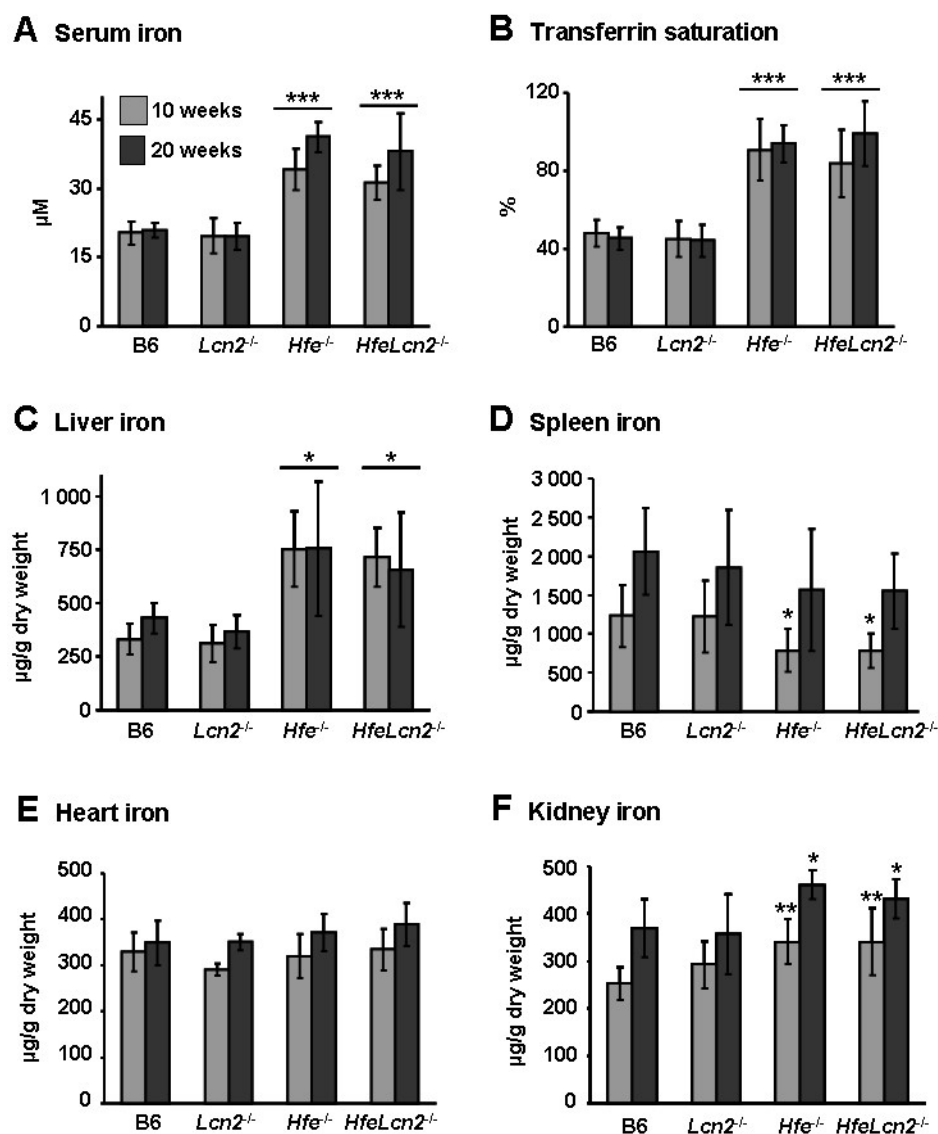 A Serum iron
B Transferrin saturation
10 weeks
20 weeks
*** ***
*** ***
45
30
15
0
µM
B6 Lcn2-/- Hfe-/- HfeLcn2-/-
120
80
40
0
%
B6 Lcn2-/- Hfe-/- HfeLcn2-/-
C Liver iron
D Spleen iron
* *
1 000
750
500
250
0
µg/g dry weight
B6 Lcn2-/- Hfe-/- HfeLcn2-/-
3 000
2 500
2 000
1 500
1 000
500
0
µg/g dry weight
* *
B6 Lcn2-/- Hfe-/- HfeLcn2-/-
E Heart iron
F Kidney iron
500
400
300
200
100
0
µg/g dry weight
B6 Lcn2-/- Hfe-/- HfeLcn2-/-
500
400
300
200
100
0
µg/g dry weight
** * ** *
B6 Lcn2-/- Hfe-/- HfeLcn2-/-